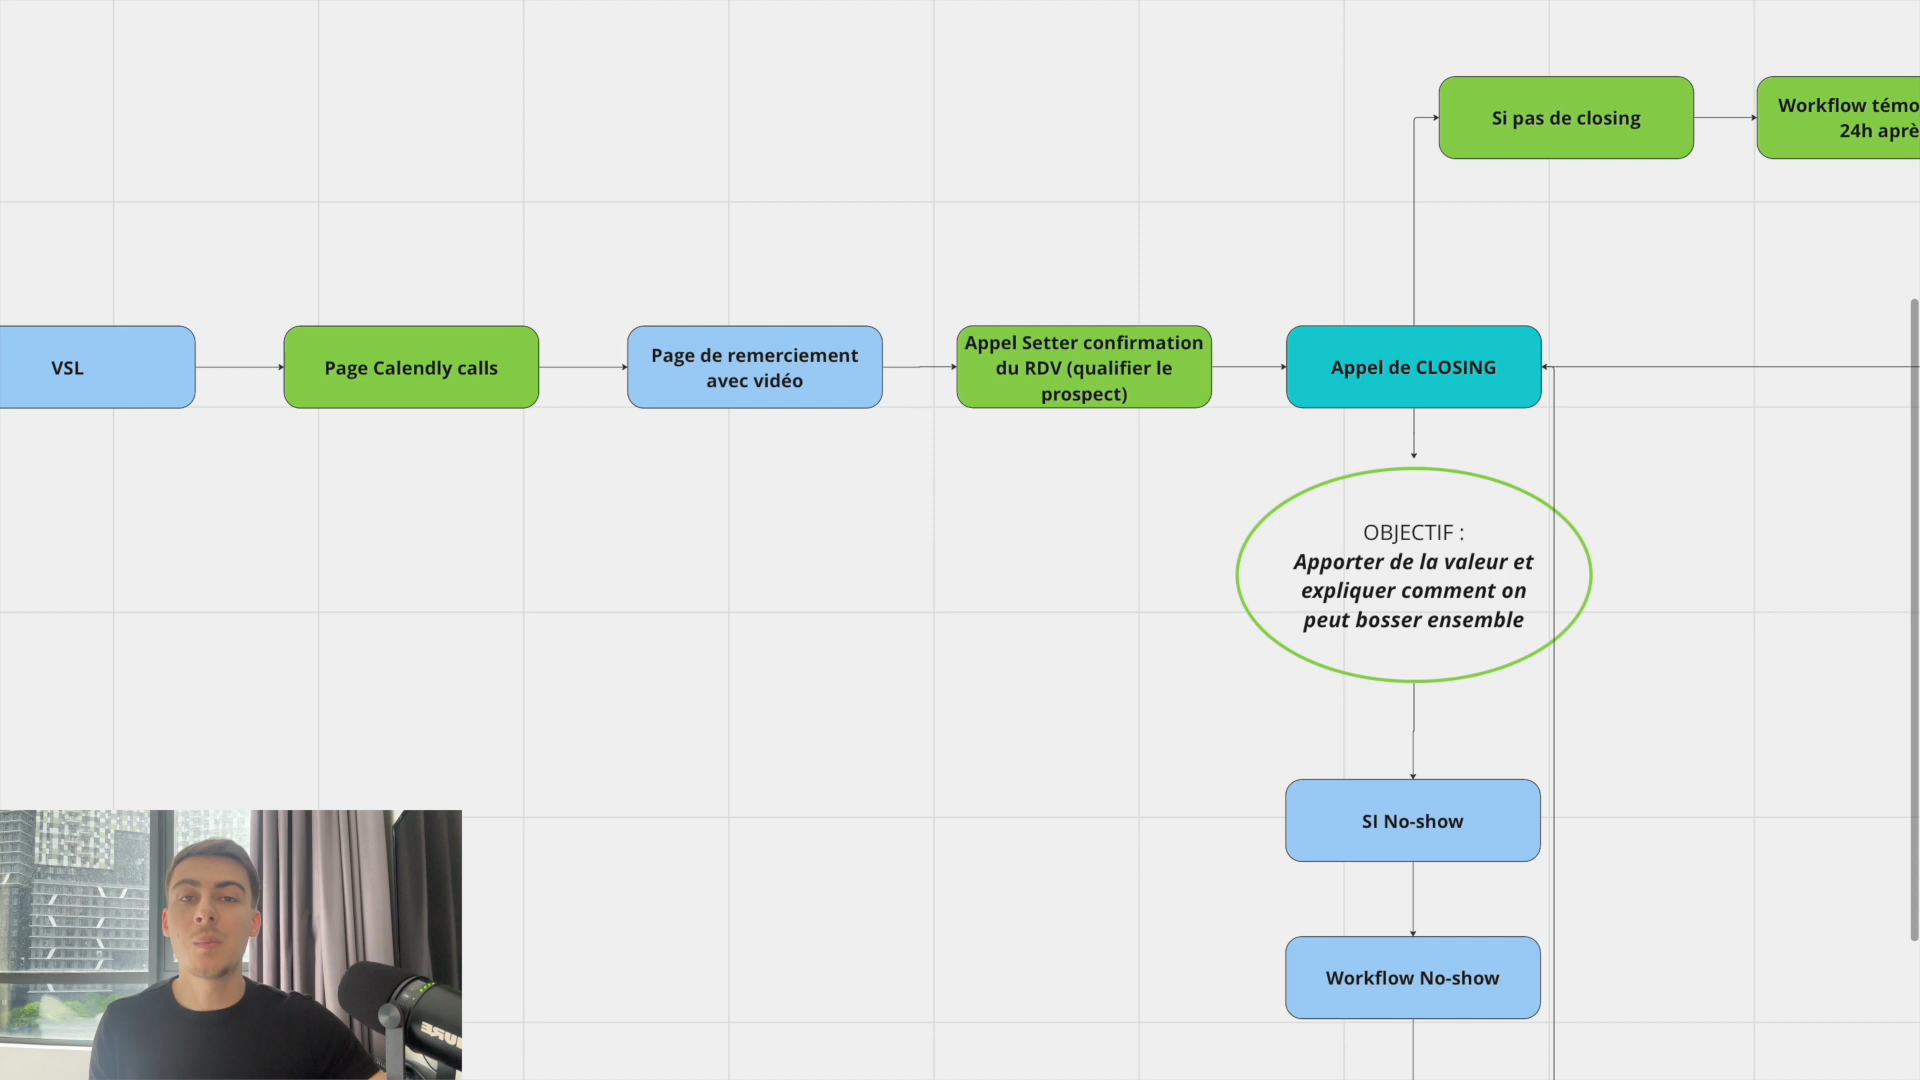 Si pas de closing
Workflow témo
24h aprè
VSL
Page Calendly calls
Page de remerciement
avec vidéo
Appel Setter confirmation
du RDV (qualifier le
prospect)
Appel de CLOSING
OBJECTIF :
Apporter de la valeur et
expliquer comment on
peut bosser ensemble
SI No-show
Workflow No-show
SHURE